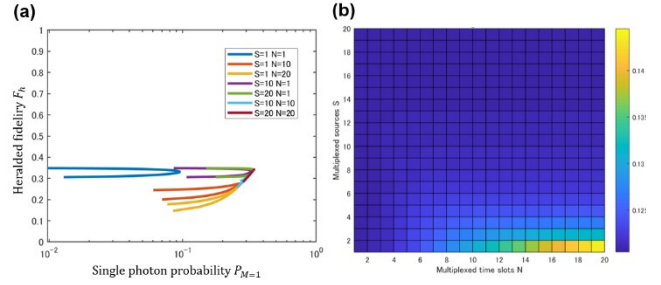 (a)
1
0.9
0.8
0.7
0.6
0.5
0.4
0.3
0.2
0.1
0
Heralded fideliry F_h
S=1 N=1
S=1 N=10
S=1 N=20
S=10 N=1
S=20 N=1
S=10 N=10
S=20 N=20
10^-2
10^-1
10^0
Single photon probability P_M=1
(b)
20
18
16
14
12
10
8
6
4
2
Multiplexed sources S
2 4 6 8 10 12 14 16 18 20
Multiplexed time slots N
0.14
0.135
0.13
0.125